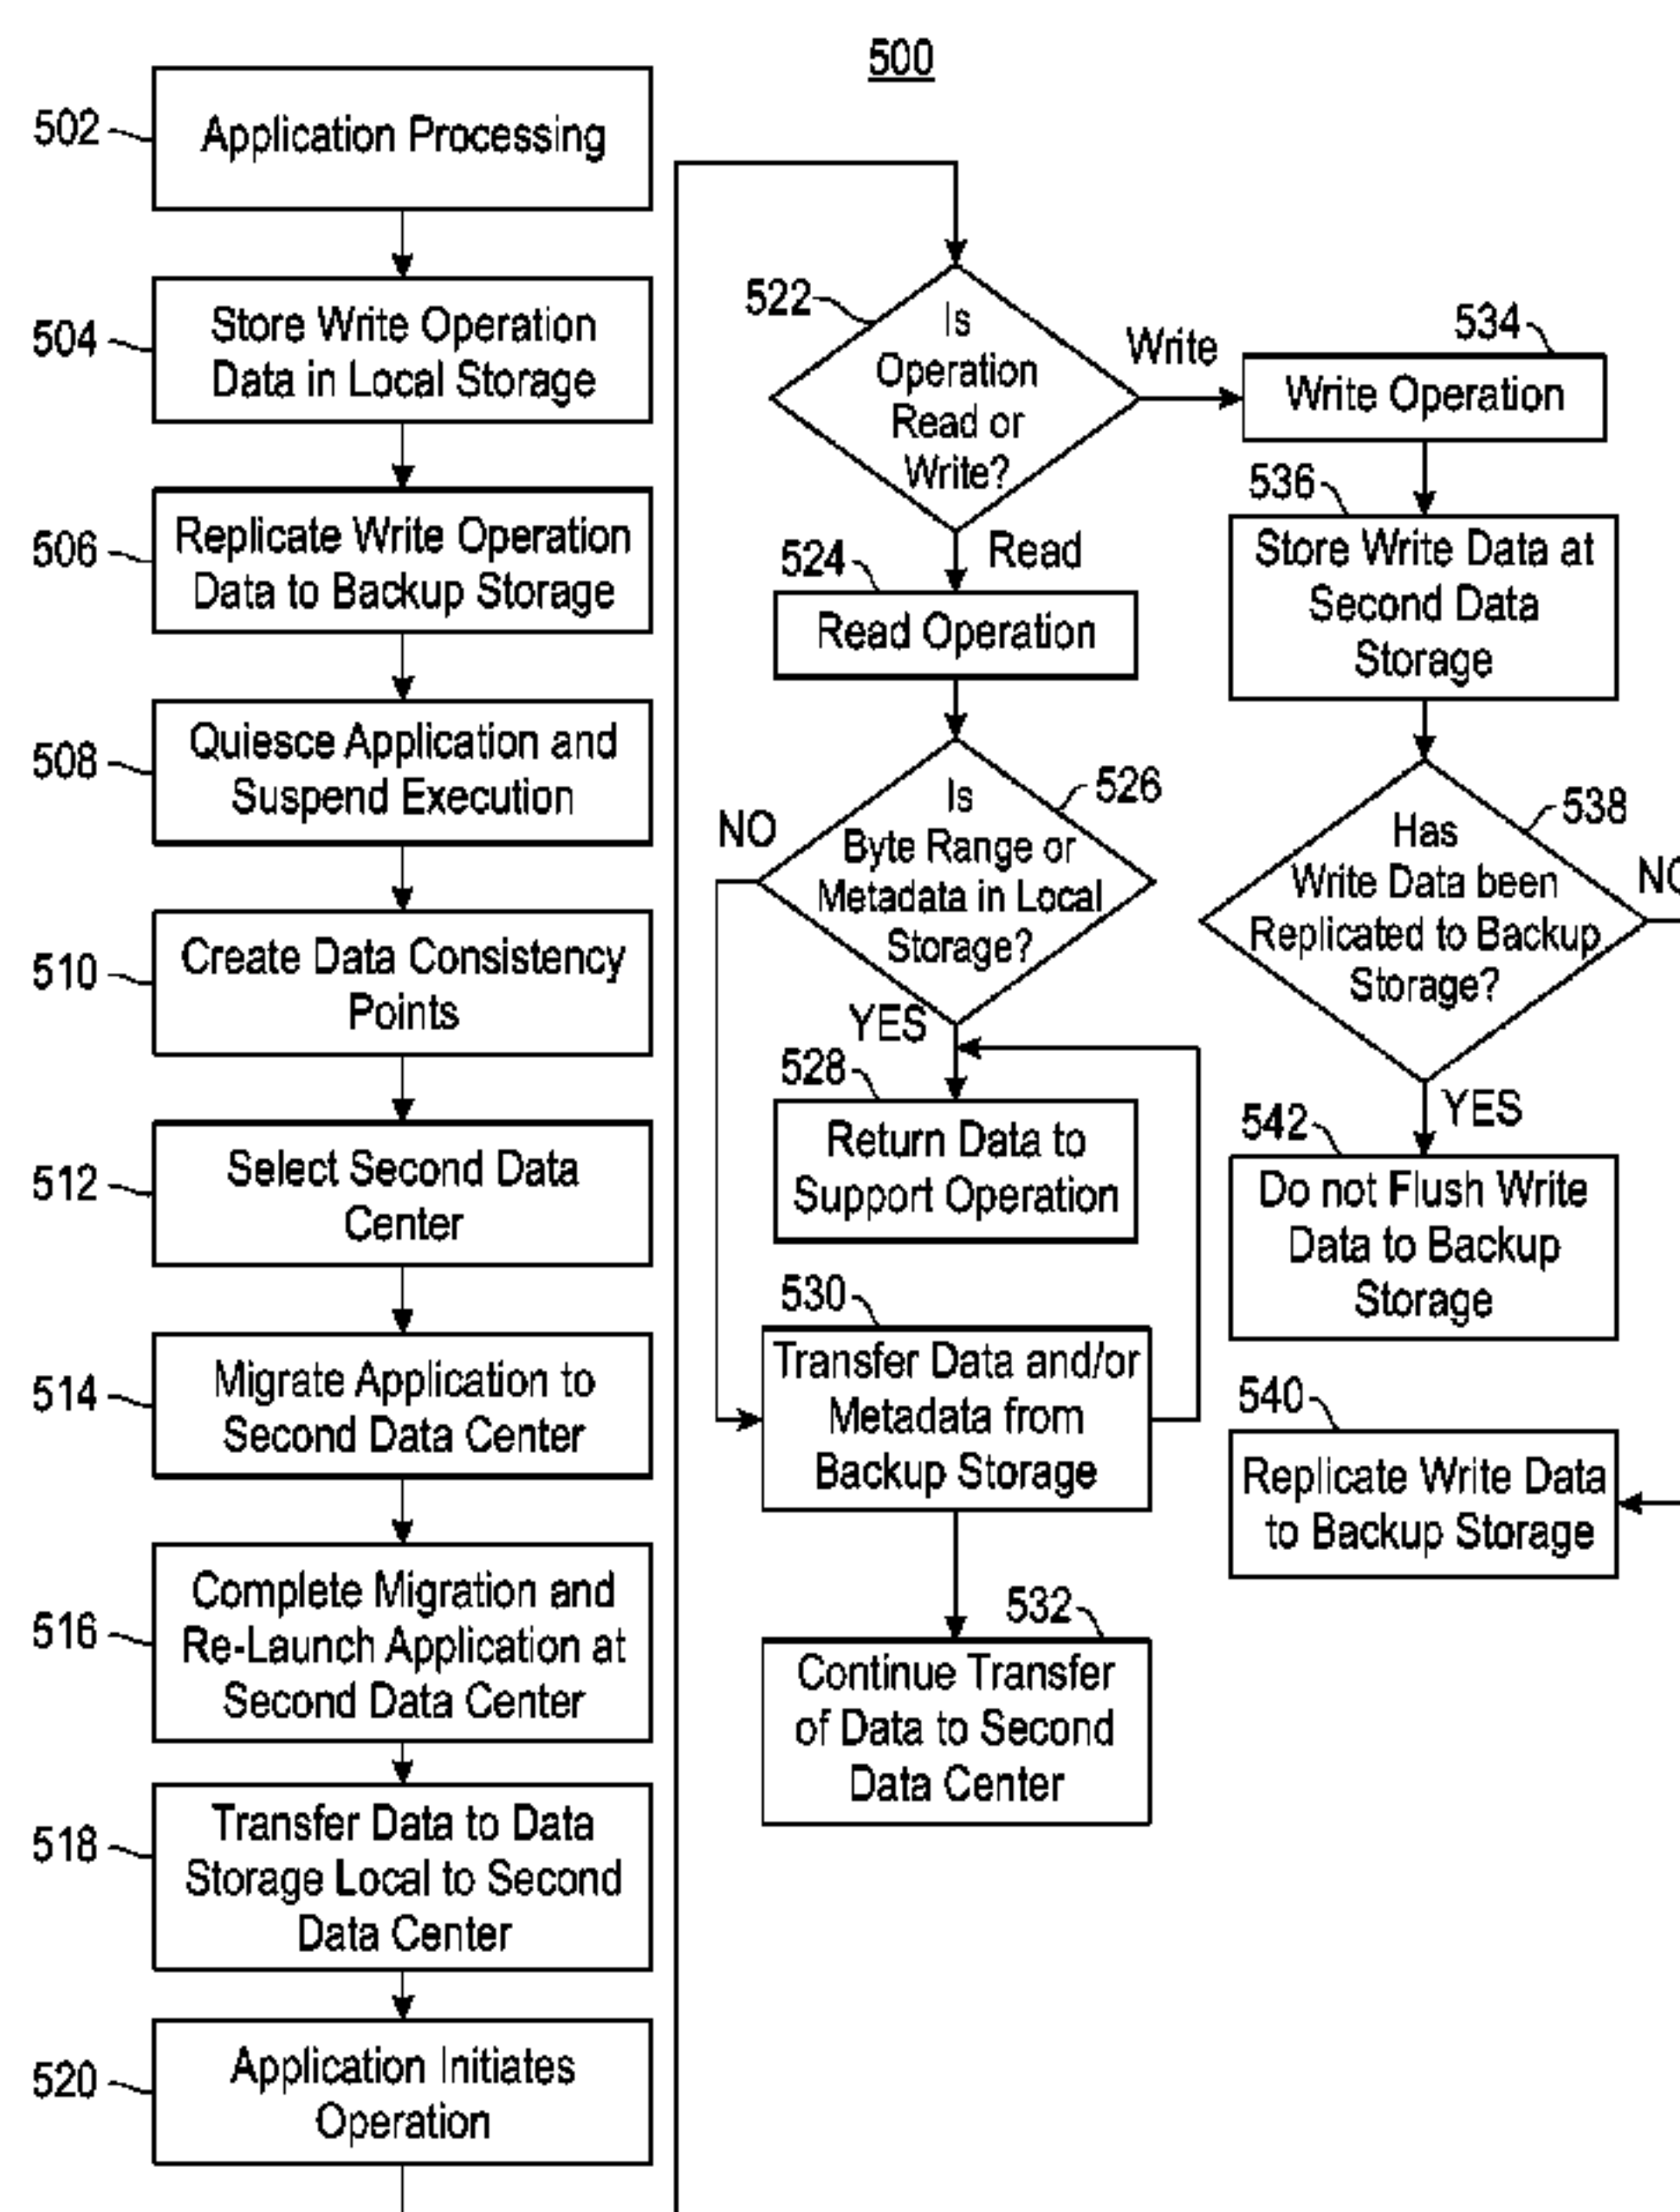 500
502
Application Processing
504
Store Write Operation
Data in Local Storage
506
Replicate Write Operation
Data to Backup Storage
508
Quiesce Application and
Suspend Execution
510
Create Data Consistency
Points
512
Select Second Data
Center
514
Migrate Application to
Second Data Center
516
Complete Migration and
Re-Launch Application at
Second Data Center
518
Transfer Data to Data
Storage Local to Second
Data Center
520
Application Initiates
Operation
522
Is
Operation
Read or
Write?
Write
Read
524
Read Operation
526
Is
Byte Range or
Metadata in Local
Storage?
NO
YES
528
Return Data to
Support Operation
530
Transfer Data and/or
Metadata from
Backup Storage
532
Continue Transfer
of Data to Second
Data Center
534
Write Operation
536
Store Write Data at
Second Data
Storage
538
Has
Write Data been
Replicated to Backup
Storage?
NO
YES
542
Do not Flush Write
Data to Backup
Storage
540
Replicate Write Data
to Backup Storage